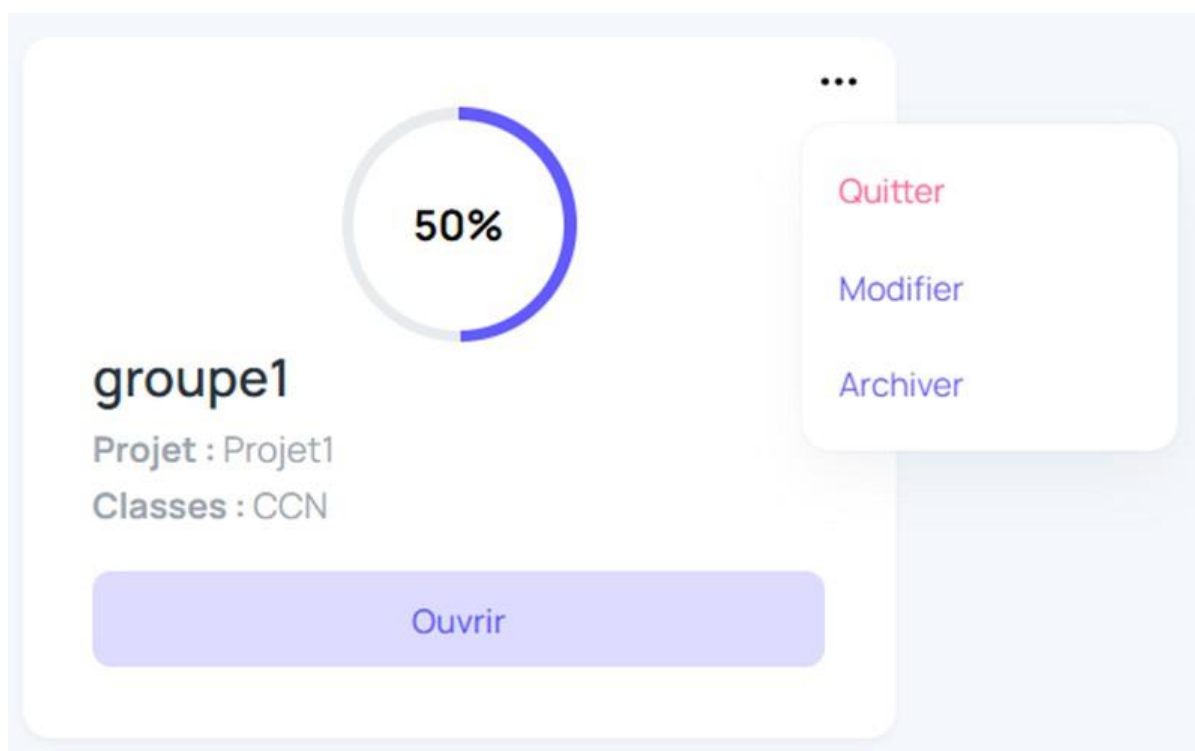 •••
50%
Quitter
Modifier
Archiver
groupe1
Projet : Projet1
Classes : CCN
Ouvrir